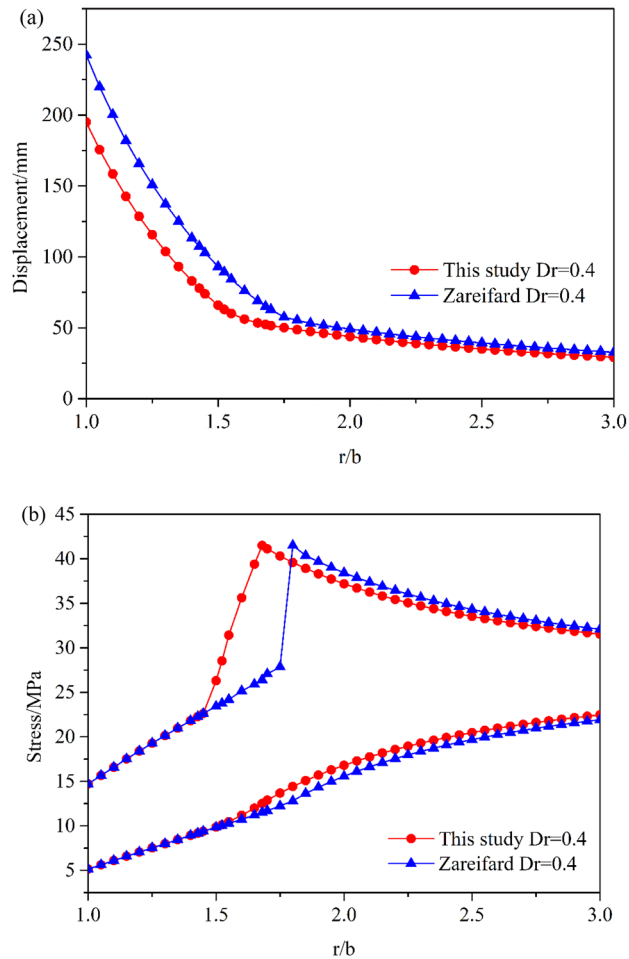 (a)
250
200
150
100
50
0
Displacement/mm
This study Dr=0.4
Zareifard Dr=0.4
1.0 1.5 2.0 2.5 3.0
r/b
(b)
45
40
35
30
25
20
15
10
5
Stress/MPa
This study Dr=0.4
Zareifard Dr=0.4
1.0 1.5 2.0 2.5 3.0
r/b